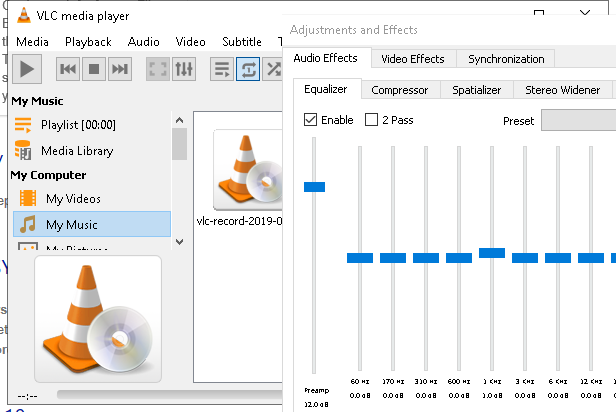 VLC media player
Media Playback Audio Video Subtitle T
My Music
Playlist [00:00]
Media Library
My Computer
My Videos
My Music
My Pictures
vlc-record-2019-0
--:--
Adjustments and Effects
Audio Effects Video Effects Synchronization
Equalizer Compressor Spatializer Stereo Widener
Enable 2 Pass Preset
60 Hz 170 Hz 310 Hz 600 Hz 1 KHz 3 KHz 6 KHz 12 KHz
Preamp 0.0 dB 0.0 dB 0.0 dB 0.0 dB 1.0 dB 0.0 dB 0.0 dB 0.0 dB
12.0 dB